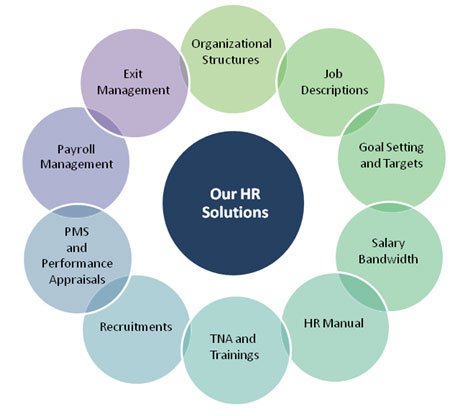 Organizational
Structures
Job
Descriptions
Goal Setting
and Targets
Salary
Bandwidth
HR Manual
TNA and
Trainings
Recruitments
PMS
and
Performance
Appraisals
Payroll
Management
Exit
Management
Our HR
Solutions